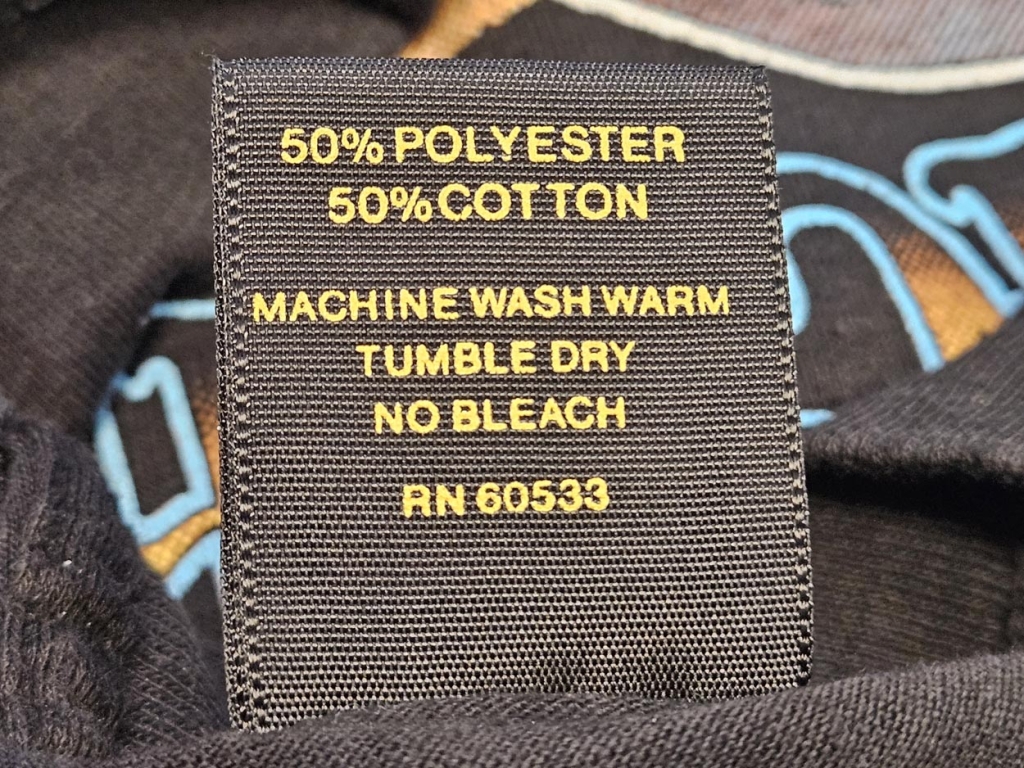 50% POLYESTER
50% COTTON
MACHINE WASH WARM
TUMBLE DRY
NO BLEACH
RN 60533